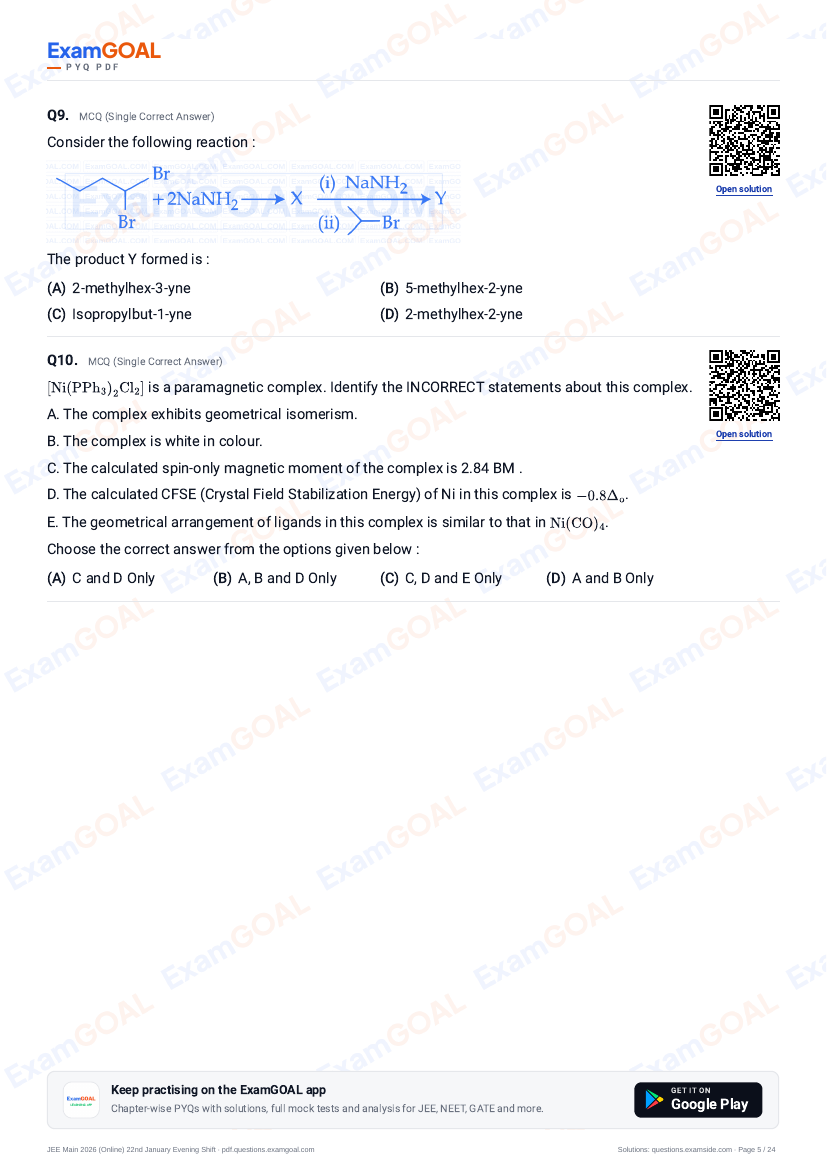 ExamGOAL
PYQ PDF
Q9. MCQ (Single Correct Answer)
Consider the following reaction :
Br
+ 2NaNH2 → X (i) NaNH2 → Y
Br (ii) Br
Open solution
The product Y formed is :
(A) 2-methylhex-3-yne (B) 5-methylhex-2-yne
(C) Isopropylbut-1-yne (D) 2-methylhex-2-yne
Q10. MCQ (Single Correct Answer)
[Ni(PPh3)2Cl2] is a paramagnetic complex. Identify the INCORRECT statements about this complex.
A. The complex exhibits geometrical isomerism.
B. The complex is white in colour.
Open solution
C. The calculated spin-only magnetic moment of the complex is 2.84 BM .
D. The calculated CFSE (Crystal Field Stabilization Energy) of Ni in this complex is −0.8Δo.
E. The geometrical arrangement of ligands in this complex is similar to that in Ni(CO)4.
Choose the correct answer from the options given below :
(A) C and D Only (B) A, B and D Only (C) C, D and E Only (D) A and B Only
Keep practising on the ExamGOAL app
Chapter-wise PYQs with solutions, full mock tests and analysis for JEE, NEET, GATE and more.
GET IT ON
Google Play
JEE Main 2026 (Online) 22nd January Evening Shift · pdf.questions.examgoal.com
Solutions: questions.examside.com · Page 5 / 24